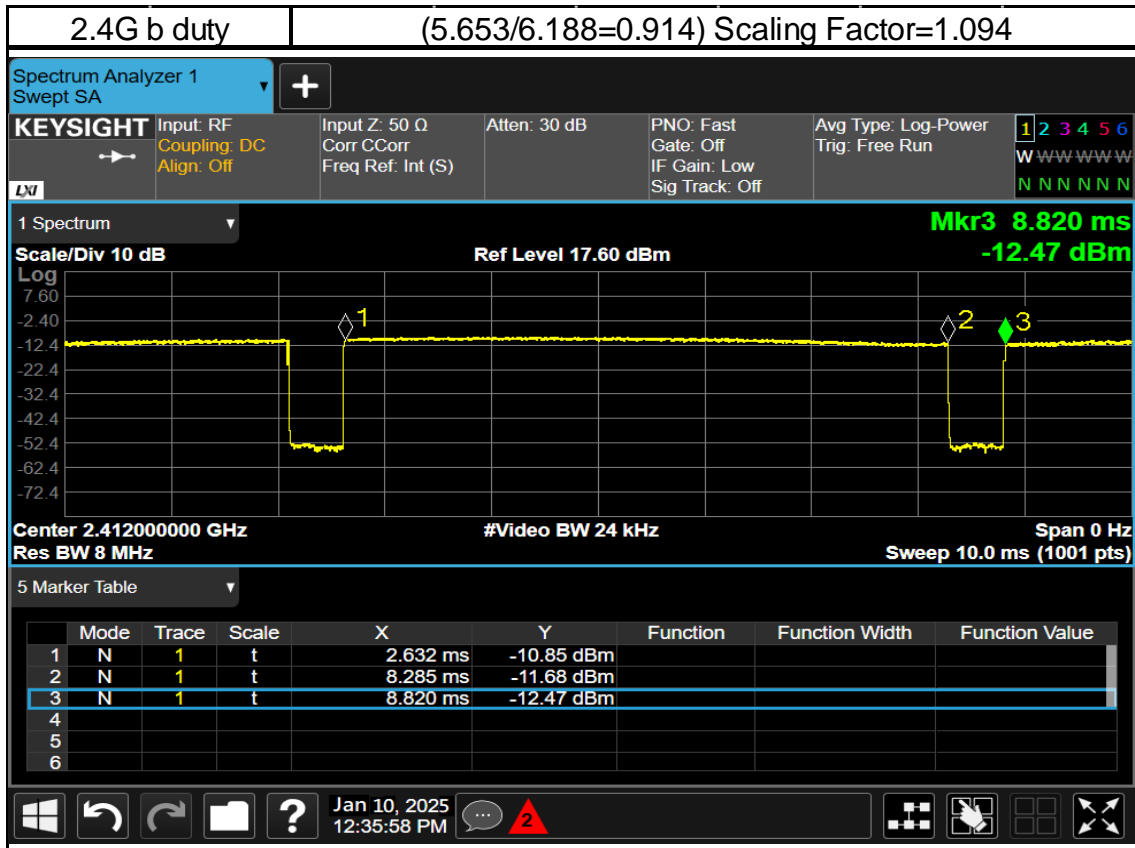 2.4G b duty (5.653/6.188=0.914) Scaling Factor=1.094
Spectrum Analyzer 1
Swept SA
+
KEYSIGHT Input: RF Input Z: 50 Ω Atten: 30 dB PNO: Fast Avg Type: Log-Power 1 2 3 4 5 6
Coupling: DC Corr CCorr Gate: Off Trig: Free Run W W W W W W
Align: Off Freq Ref: Int (S) IF Gain: Low
LXI Sig Track: Off N N N N N N
1 Spectrum Mkr3 8.820 ms
Scale/Div 10 dB Ref Level 17.60 dBm -12.47 dBm
Log
7.60
-2.40 1 2 3
-12.4
-22.4
-32.4
-42.4
-52.4
-62.4
-72.4
Center 2.412000000 GHz #Video BW 24 kHz Span 0 Hz
Res BW 8 MHz Sweep 10.0 ms (1001 pts)
5 Marker Table
Mode Trace Scale X Y Function Function Width Function Value
1 N 1 t 2.632 ms -10.85 dBm
2 N 1 t 8.285 ms -11.68 dBm
3 N 1 t 8.820 ms -12.47 dBm
4
5
6
? Jan 10, 2025 2
12:35:58 PM